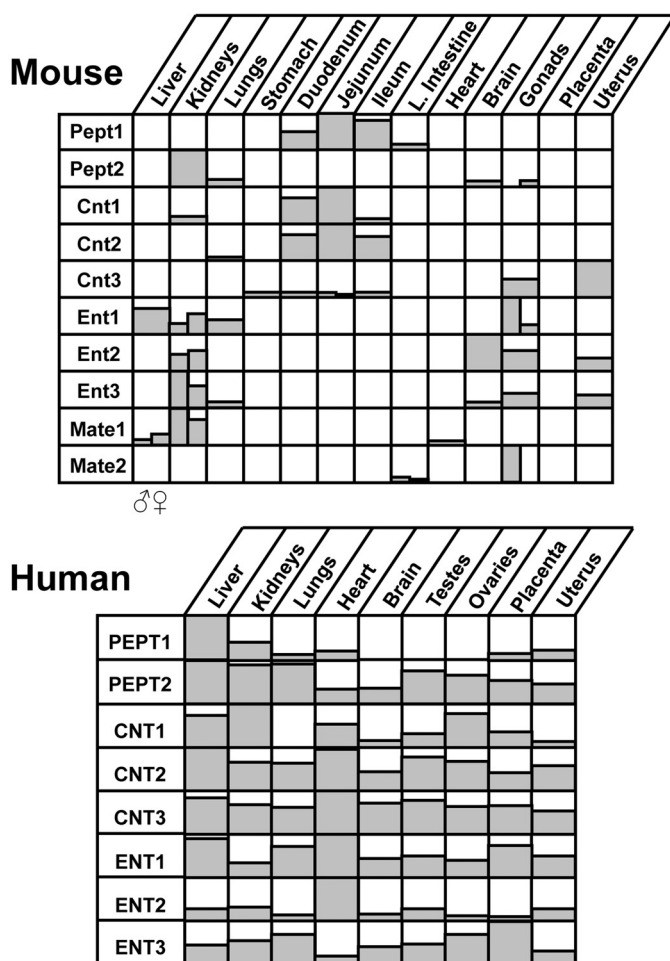 Mouse
Liver
Kidneys
Lungs
Stomach
Duodenum
Jejunum
Ileum
L. Intestine
Heart
Brain
Gonads
Placenta
Uterus
Pept1
Pept2
Cnt1
Cnt2
Cnt3
Ent1
Ent2
Ent3
Mate1
Mate2
♂♀
Human
Liver
Kidneys
Lungs
Heart
Brain
Testes
Ovaries
Placenta
Uterus
PEPT1
PEPT2
CNT1
CNT2
CNT3
ENT1
ENT2
ENT3